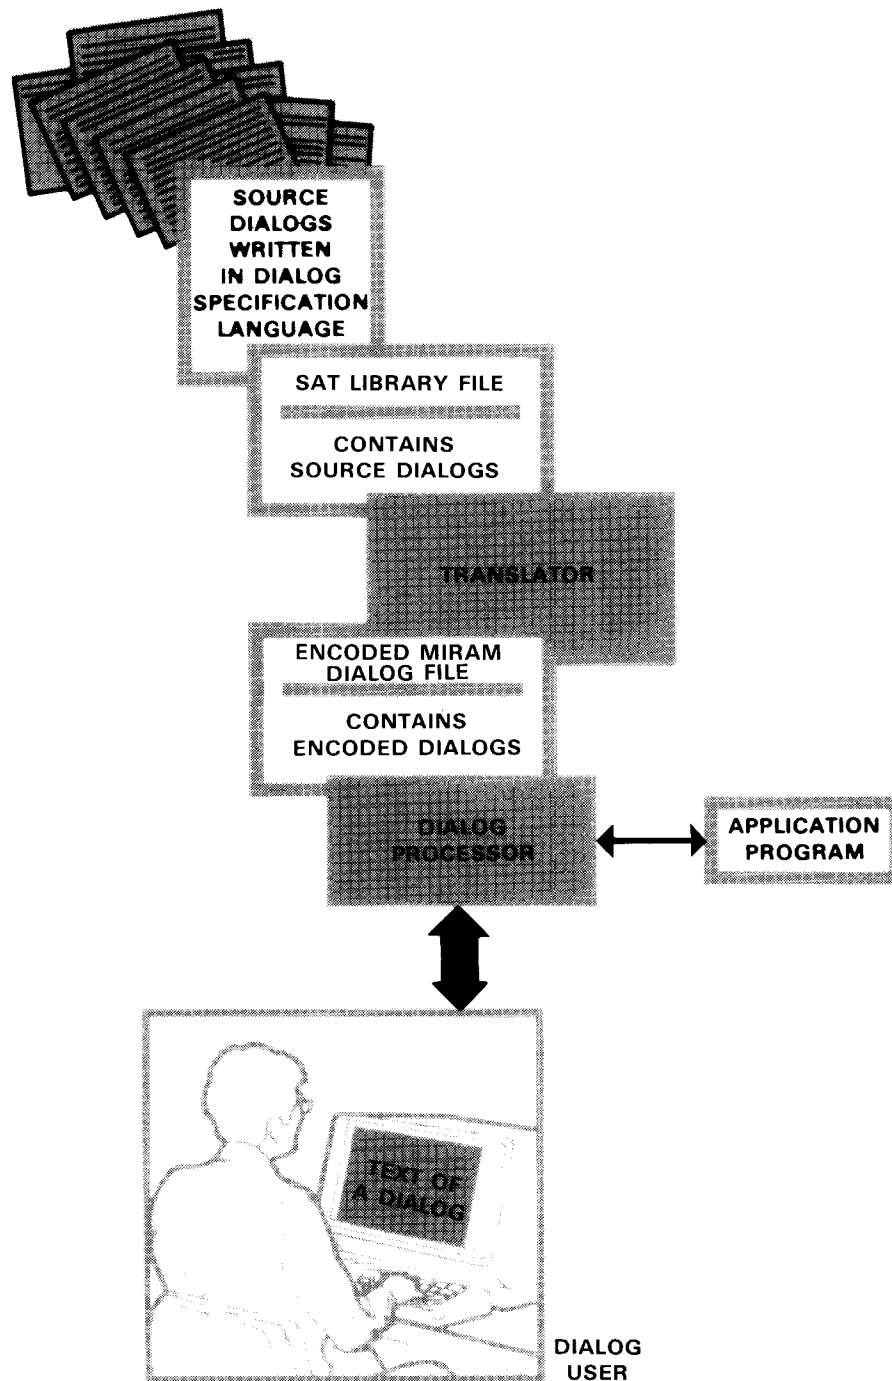 SOURCE
DIALOGS
WRITTEN
IN DIALOG
SPECIFICATION
LANGUAGE
SAT LIBRARY FILE
CONTAINS
SOURCE DIALOGS
TRANSLATOR
ENCODED MIRAM
DIALOG FILE
CONTAINS
ENCODED DIALOGS
DIALOG
PROCESSOR
APPLICATION
PROGRAM
TEXT OF
A DIALOG
DIALOG
USER